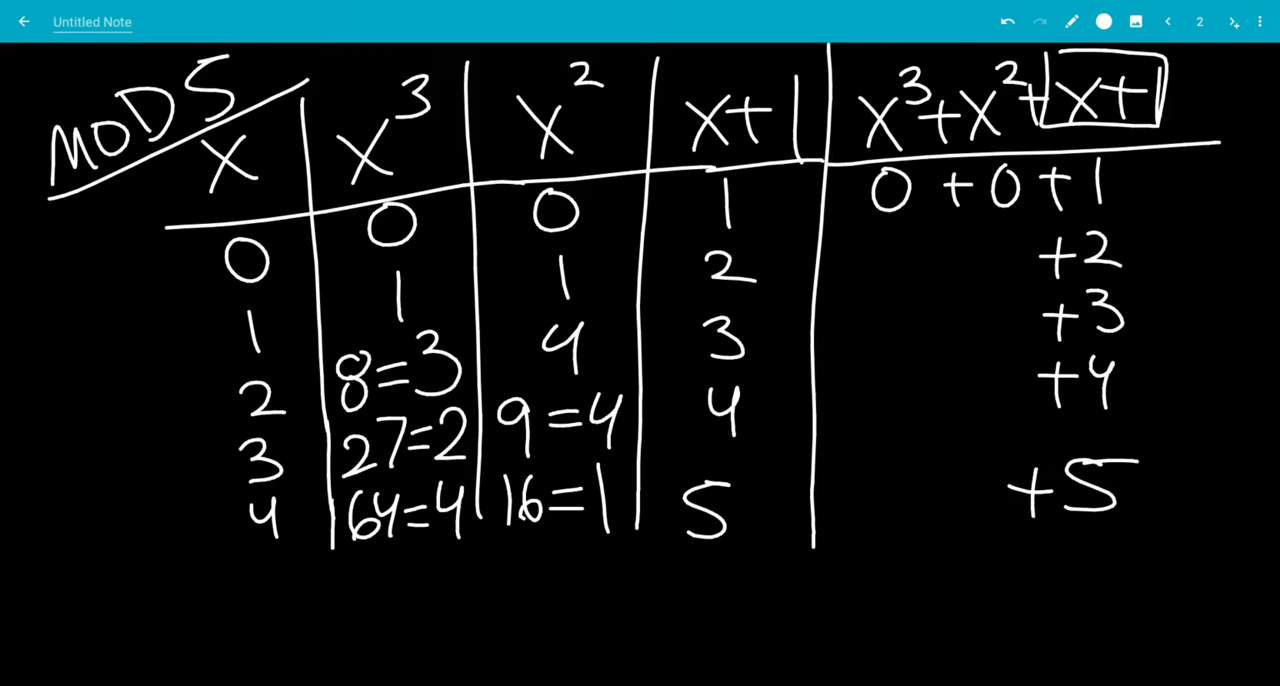 Untitled Note
2
MOD 5
x x³ x² x+1 x³+x²+x+1
0 0 0 1 0+0+1
1 1 1 2 +2
2 8=3 4 3 +3
3 27=2 9=4 4 +4
4 64=4 16=1 5 +5